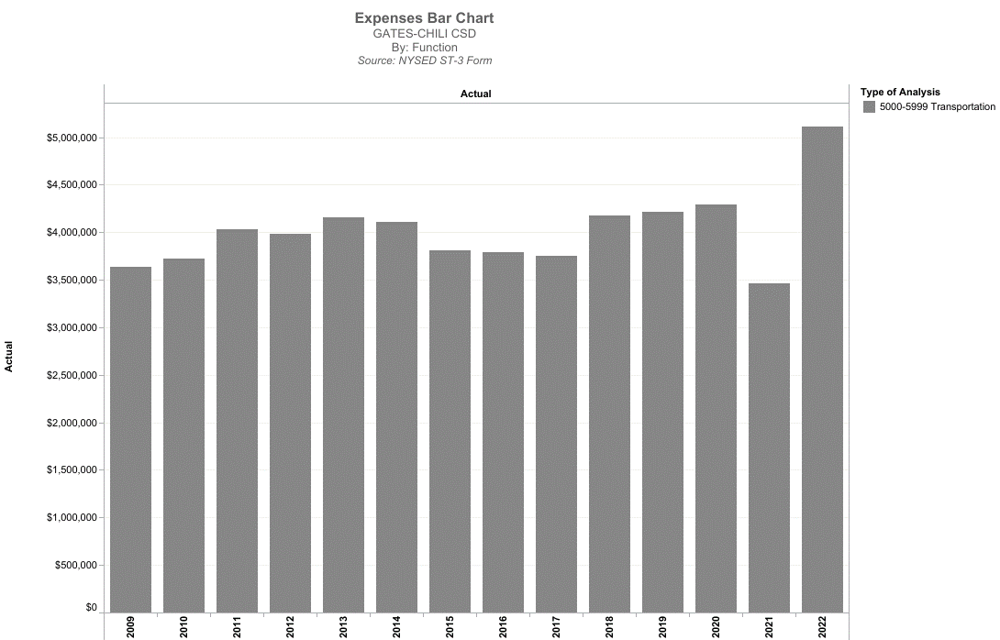 Expenses Bar Chart
GATES-CHILI CSD
By: Function
Source: NYSED ST-3 Form
Actual
Type of Analysis
5000-5999 Transportation
$5,000,000
$4,500,000
$4,000,000
$3,500,000
$3,000,000
$2,500,000
$2,000,000
$1,500,000
$1,000,000
$500,000
$0
Actual
2009 2010 2011 2012 2013 2014 2015 2016 2017 2018 2019 2020 2021 2022